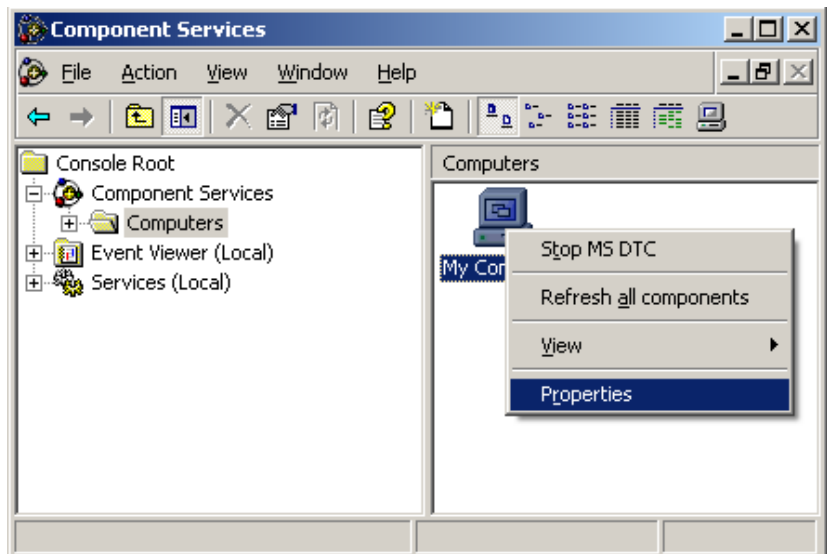 Component Services
File Action View Window Help
Console Root
Component Services
Computers
Event Viewer (Local)
Services (Local)
Computers
My
Stop MS DTC
Refresh all components
View
Properties